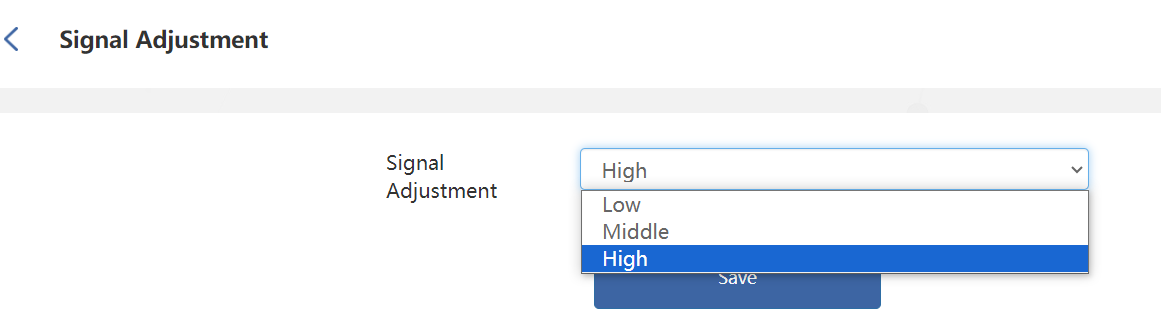 Signal Adjustment
Signal
Adjustment
High
Low
Middle
High
Save